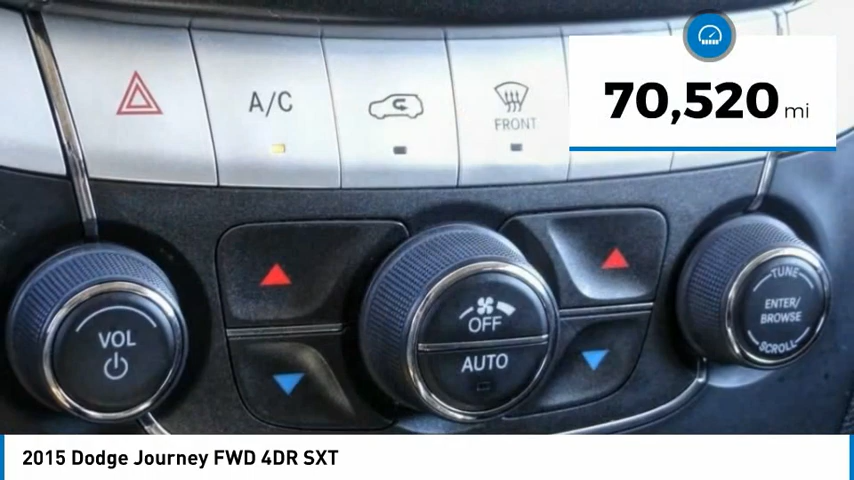 70,520 mi
A/C
FRONT
VOL
OFF
AUTO
TUNE
ENTER/
BROWSE
SCROLL
2015 Dodge Journey FWD 4DR SXT